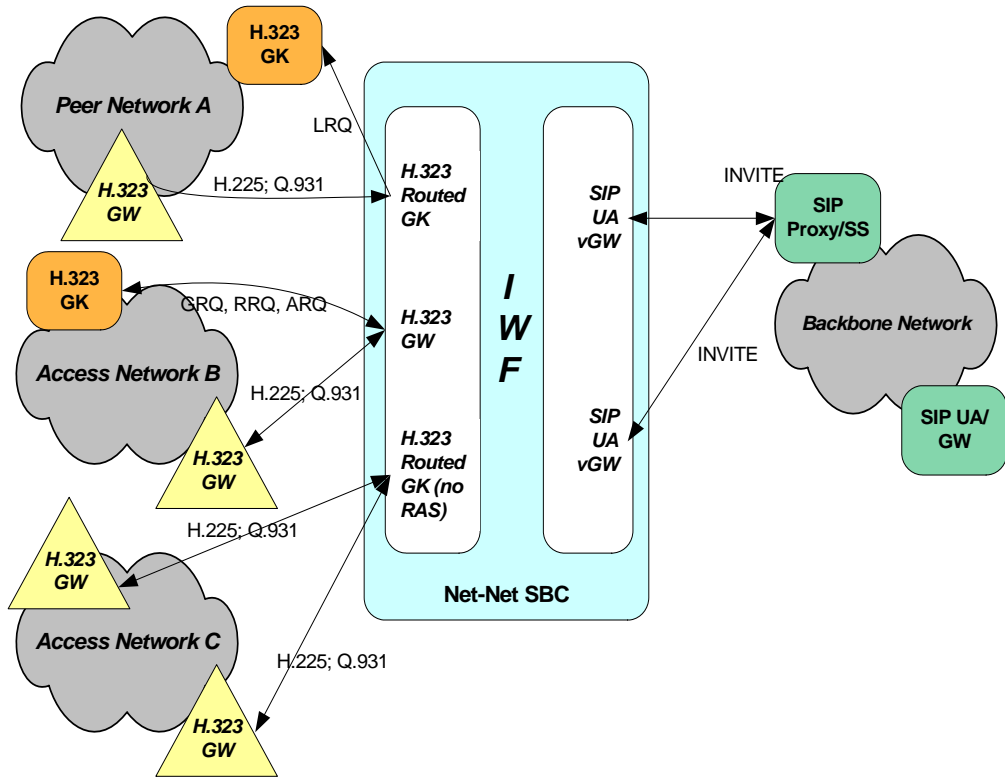 H.323
GK
Peer Network A
LRQ
H.323
GW
H.225; Q.931
H.323
Routed
GK
SIP
UA
vGW
INVITE
SIP
Proxy/SS
H.323
GK
GRQ, RRQ, ARQ
H.323
GW
I
W
F
Backbone Network
INVITE
Access Network B
H.225; Q.931
H.323
GW
H.323
Routed
GK (no
RAS)
SIP
UA
vGW
SIP UA/
GW
H.323
GW
H.225; Q.931
Net-Net SBC
Access Network C
H.225; Q.931
H.323
GW